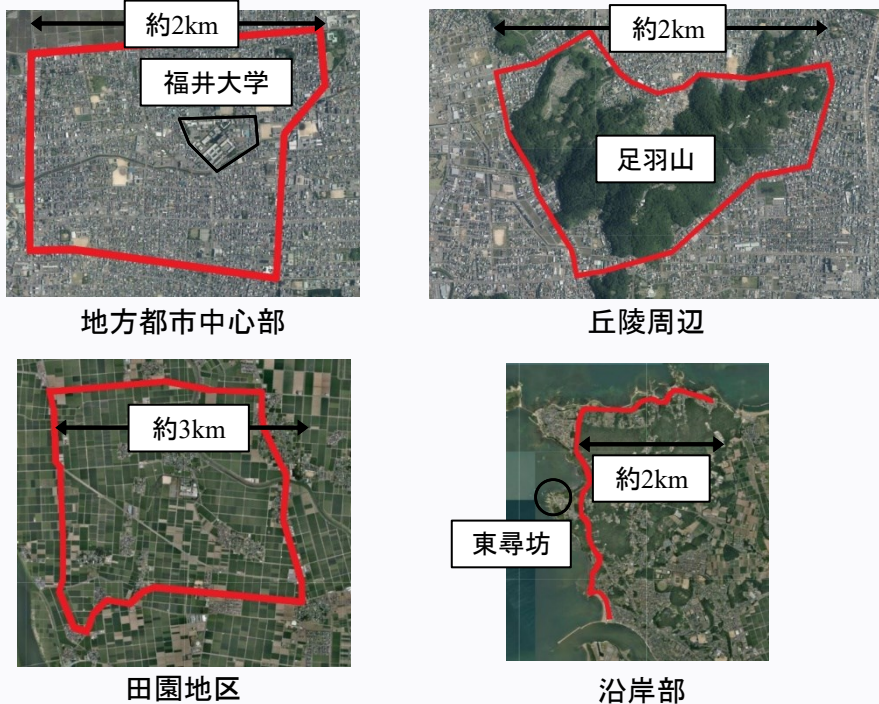 約2km
福井大学
地方都市中心部
約2km
足羽山
丘陵周辺
約3km
田園地区
約2km
東尋坊
沿岸部